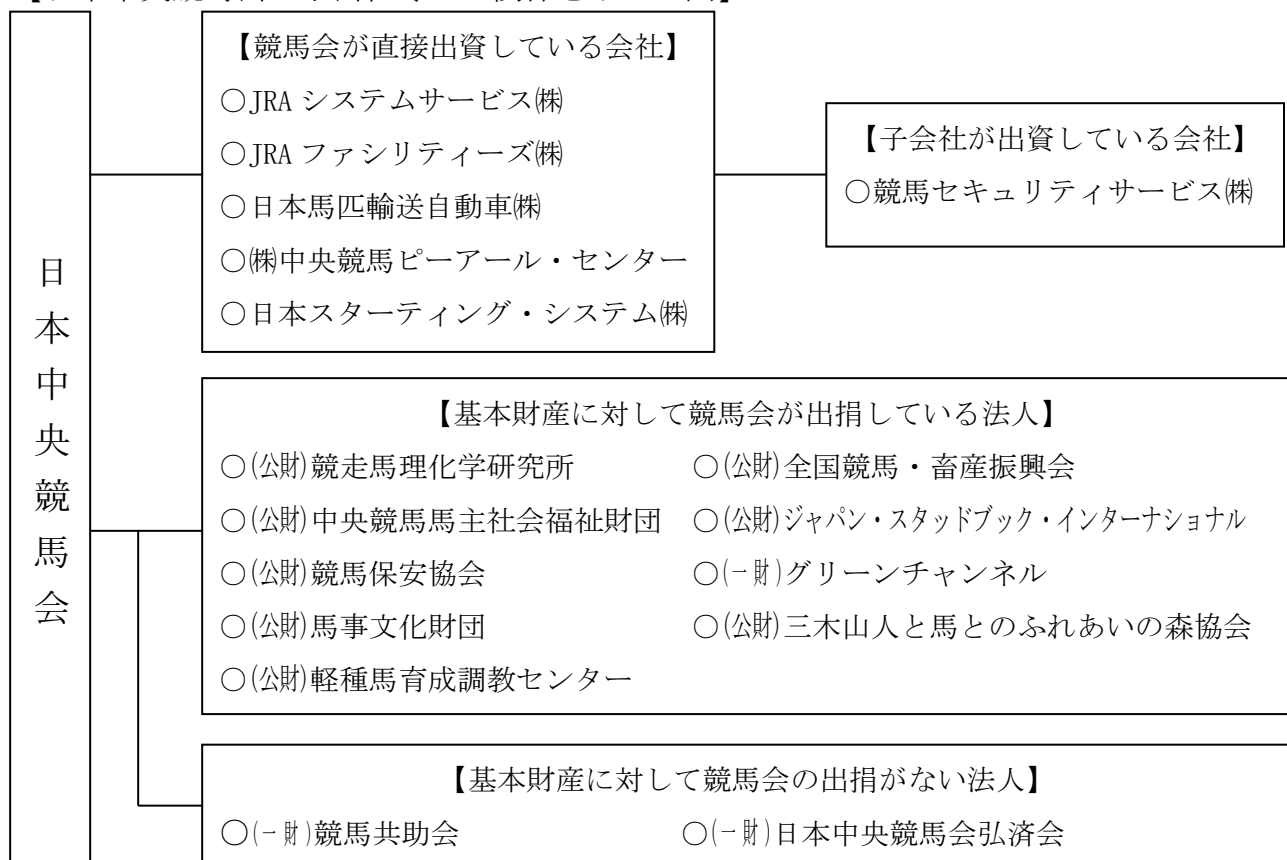 日本中央競馬会
【競馬会が直接出資している会社】
○JRA システムサービス㈱
○JRA ファシリティーズ㈱
○日本馬匹輸送自動車㈱
○㈱中央競馬ピーアール・センター
○日本スターティング・システム㈱
【子会社が出資している会社】
○競馬セキュリティサービス㈱
【基本財産に対して競馬会が出捐している法人】
○(公財)競走馬理化学研究所 ○(公財)全国競馬・畜産振興会
○(公財)中央競馬馬主社会福祉財団 ○(公財)ジャパン・スタッドブック・インターナショナル
○(公財)競馬保安協会 ○(一財)グリーンチャンネル
○(公財)馬事文化財団 ○(公財)三木山人と馬とのふれあいの森協会
○(公財)軽種馬育成調教センター
【基本財産に対して競馬会の出捐がない法人】
○(一財)競馬共助会 ○(一財)日本中央競馬会弘済会